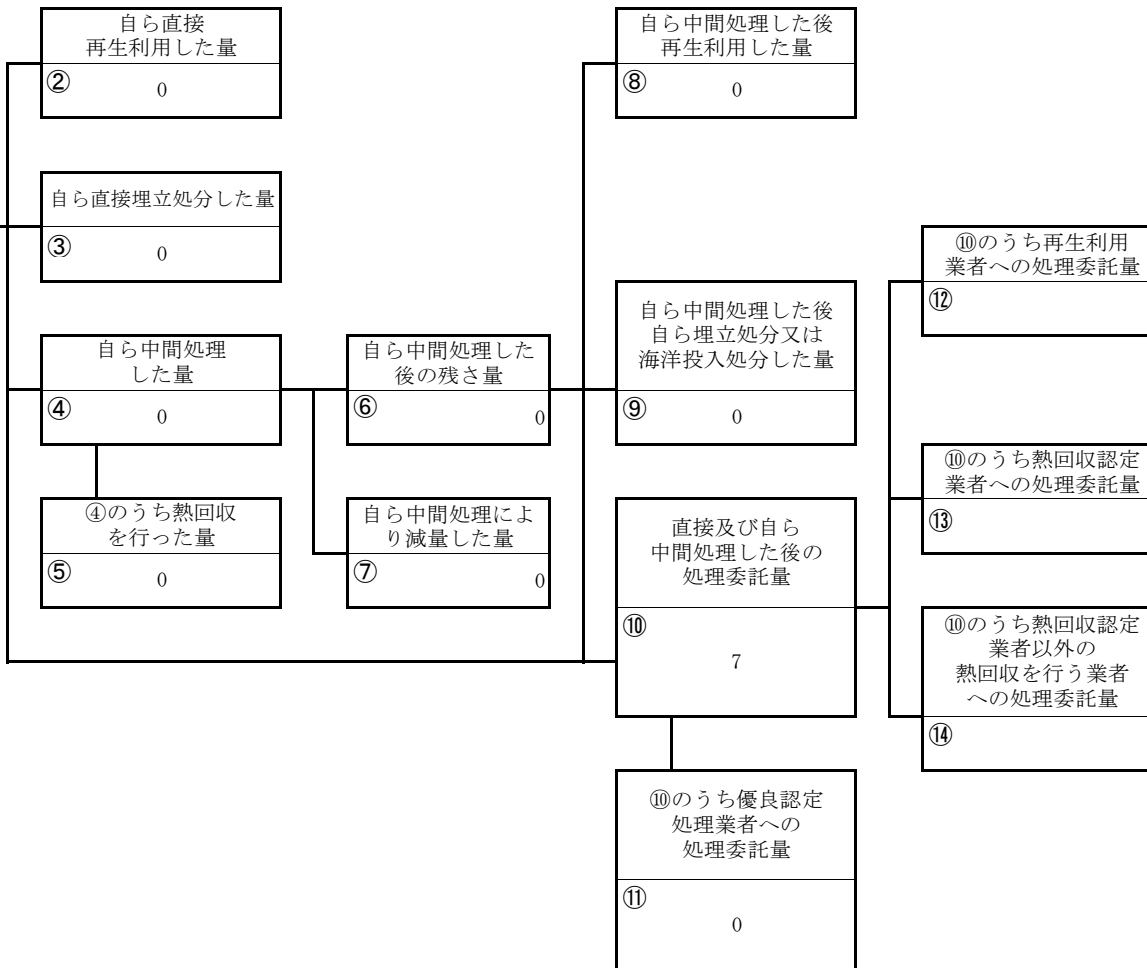 自ら直接
再生利用した量
② 0
自ら直接埋立処分した量
③ 0
自ら中間処理
した量
④ 0
④のうち熱回収
を行った量
⑤ 0
自ら中間処理した
後の残さ量
⑥ 0
自ら中間処理によ
り減量した量
⑦ 0
自ら中間処理した後
再生利用した量
⑧ 0
自ら中間処理した後
自ら埋立処分又は
海洋投入処分した量
⑨ 0
直接及び自ら
中間処理した後の
処理委託量
⑩
7
⑩のうち優良認定
処理業者への
処理委託量
⑪
0
⑩のうち再生利用
業者への処理委託量
⑫
⑩のうち熱回収認定
業者への処理委託量
⑬
⑩のうち熱回収認定
業者以外の
熱回収を行う業者
への処理委託量
⑭